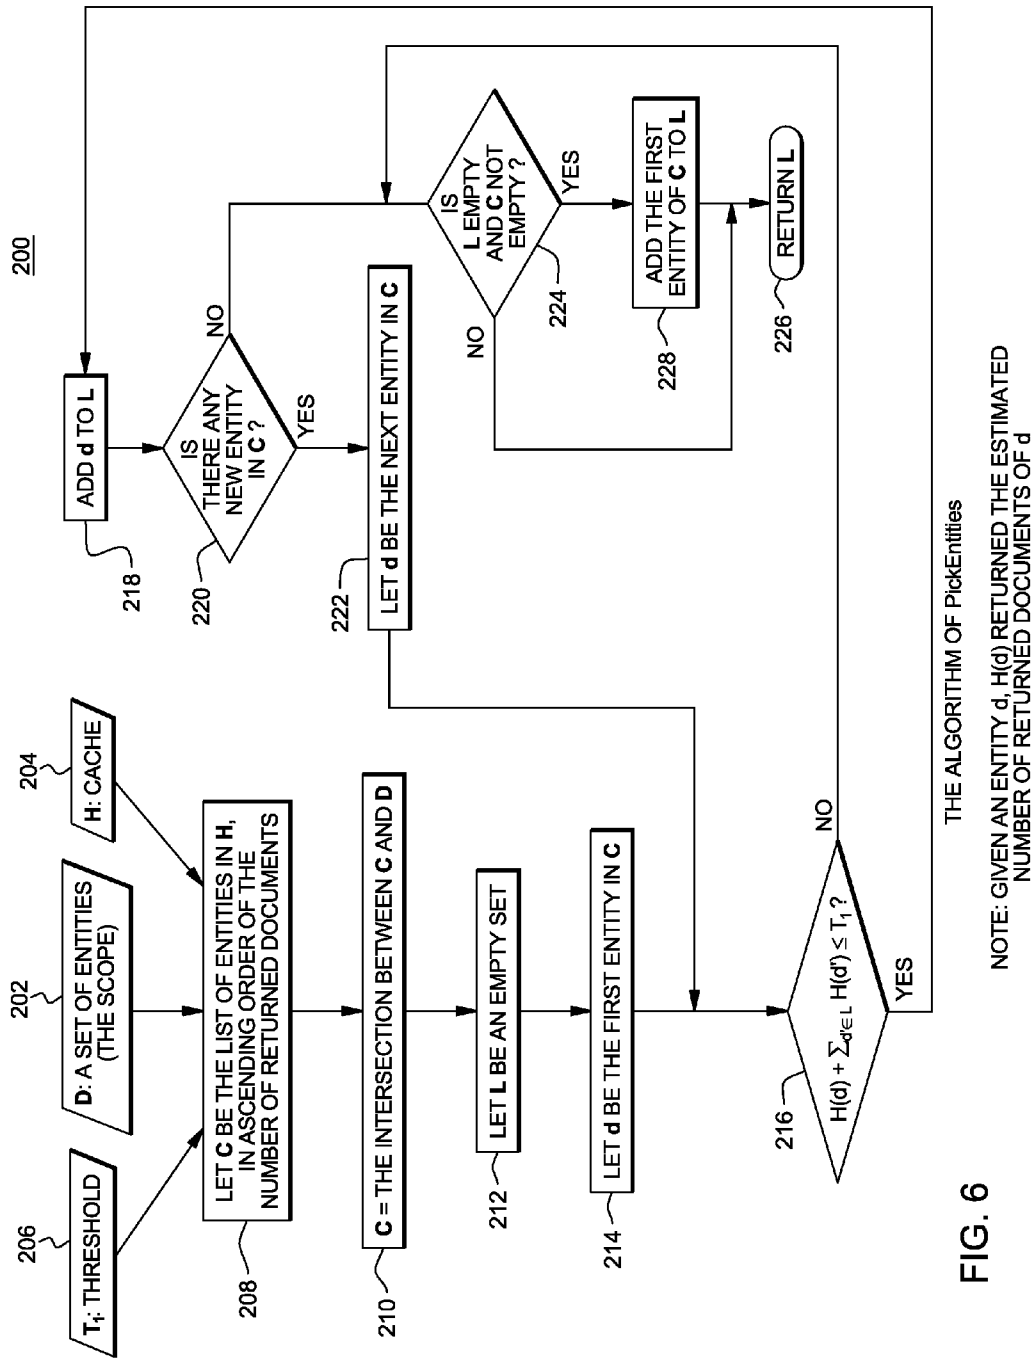 200
206
T1: THRESHOLD
202
D: A SET OF ENTITIES
(THE SCOPE)
204
H: CACHE
208
LET C BE THE LIST OF ENTITIES IN H,
IN ASCENDING ORDER OF THE
NUMBER OF RETURNED DOCUMENTS
210
C = THE INTERSECTION BETWEEN C AND D
212
LET L BE AN EMPTY SET
214
LET d BE THE FIRST ENTITY IN C
216
H(d) + ∑d'∈L H(d') ≤ T1 ?
NO
YES
218
ADD d TO L
220
IS
THERE ANY
NEW ENTITY
IN C ?
NO
YES
222
LET d BE THE NEXT ENTITY IN C
224
IS
L EMPTY
AND C NOT
EMPTY ?
NO
YES
228
ADD THE FIRST
ENTITY OF C TO L
226
RETURN L
THE ALGORITHM OF PickEntities
NOTE: GIVEN AN ENTITY d, H(d) RETURNED THE ESTIMATED
NUMBER OF RETURNED DOCUMENTS OF d
FIG. 6